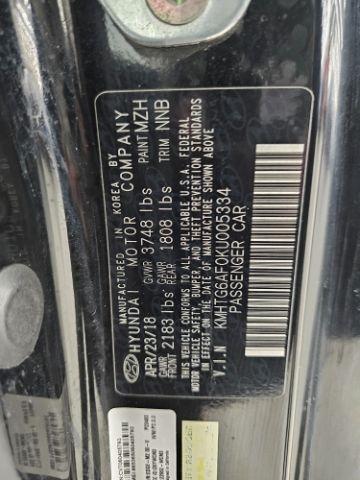 MANUFACTURED IN KOREA BY
HYUNDAI MOTOR COMPANY
APR/23/18 GVWR 3748 lbs PAINT MZH
GAWR FRONT 2183 lbs GAWR REAR 1808 lbs TRIM NNB
THIS VEHICLE CONFORMS TO ALL APPLICABLE U.S.A. FEDERAL
MOTOR VEHICLE SAFETY, BUMPER, AND THEFT PREVENTION STANDARDS
IN EFFECT ON THE DATE OF MANUFACTURE SHOWN ABOVE.
V.I.N KMHTG6AF0KU005334
PASSENGER CAR